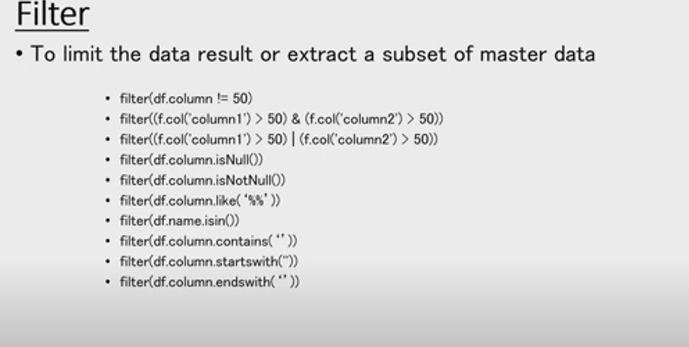 Filter
• To limit the data result or extract a subset of master data
• filter(df.column != 50)
• filter((f.col('column1') > 50) & (f.col('column2') > 50))
• filter((f.col('column1') > 50) | (f.col('column2') > 50))
• filter(df.column.isNull())
• filter(df.column.isNotNull())
• filter(df.column.like( ‘%%’ ))
• filter(df.name.isin())
• filter(df.column.contains( ‘’ ))
• filter(df.column.startswith(''))
• filter(df.column.endswith( ‘’ ))